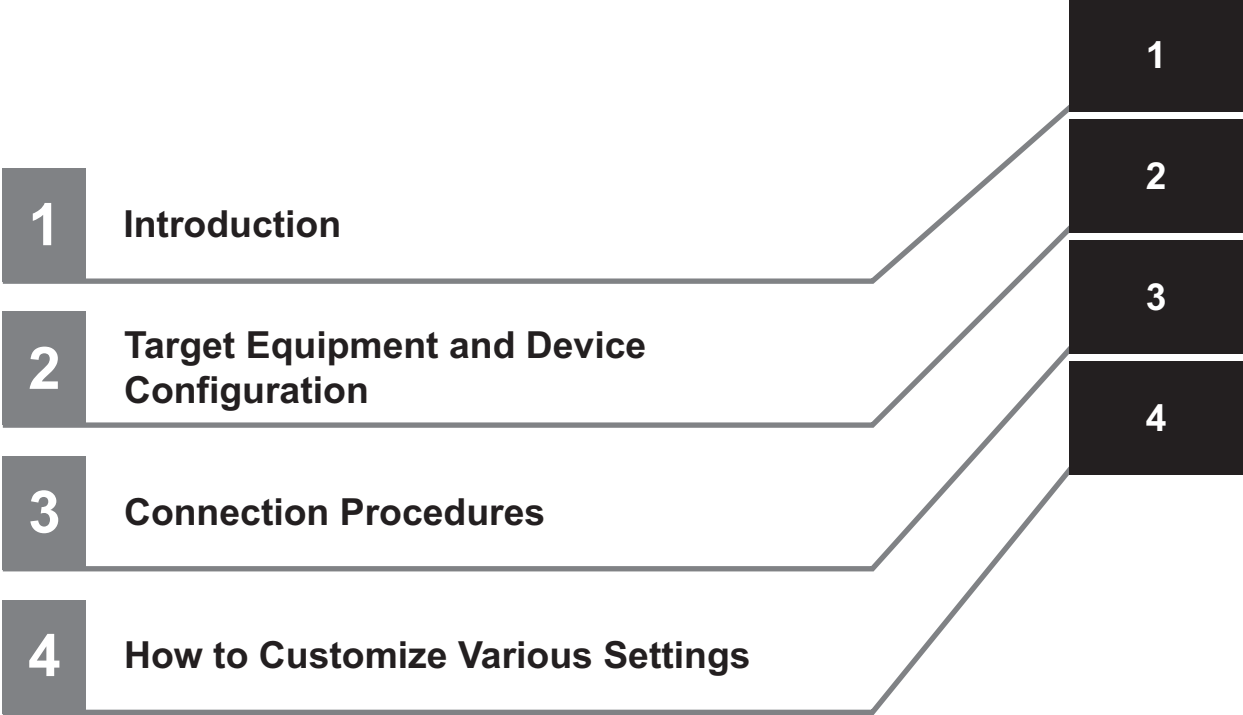 1
2
3
4
1 Introduction
2 Target Equipment and Device
Configuration
3 Connection Procedures
4 How to Customize Various Settings